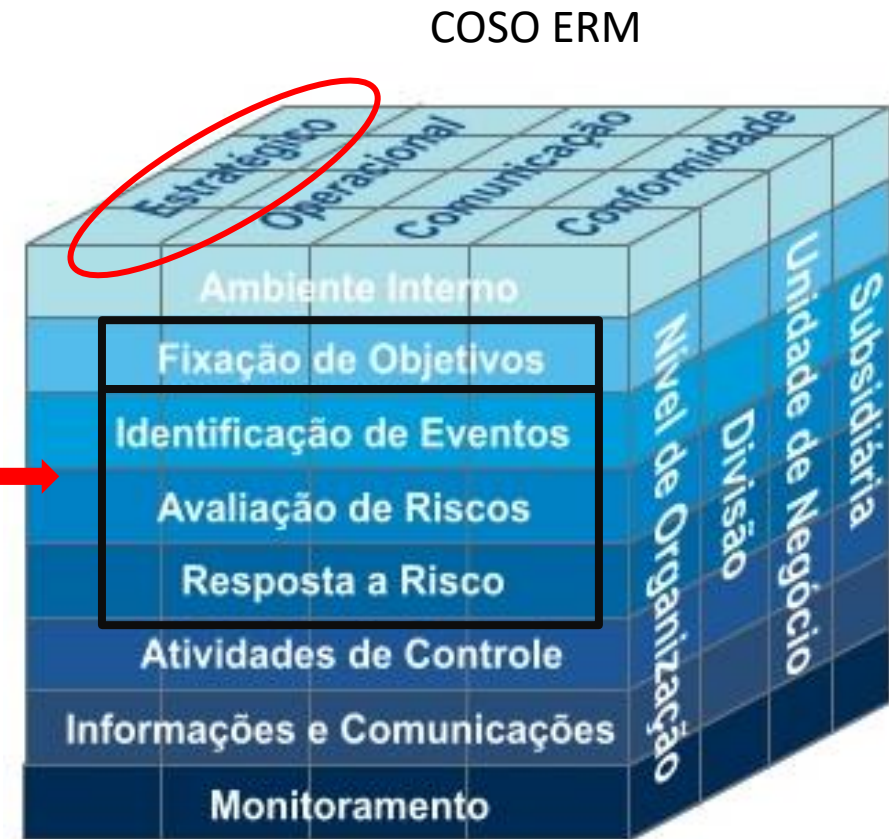 COSO ERM
Estratégico
Operacional
Comunicação
Conformidade
Ambiente Interno
Fixação de Objetivos
Identificação de Eventos
Avaliação de Riscos
Resposta a Risco
Atividades de Controle
Informações e Comunicações
Monitoramento
Nível de Organização
Divisão
Unidade de Negócio
Subsidiária